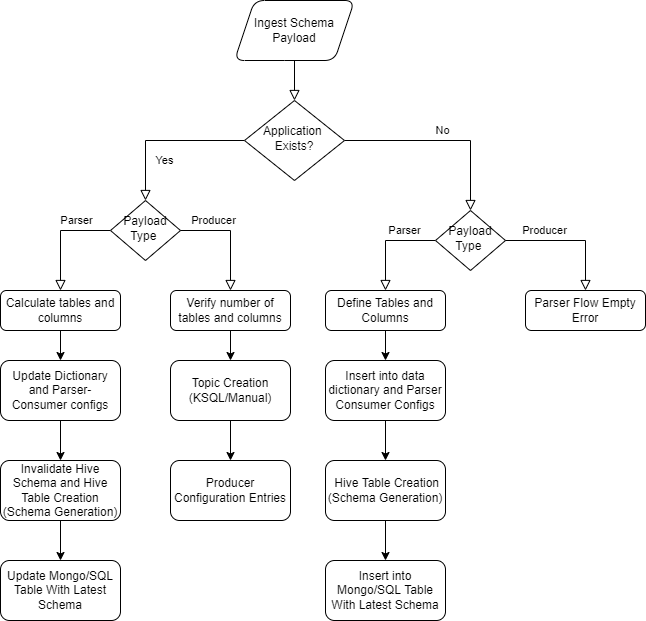 Ingest Schema
Payload
Application
Exists?
Yes
No
Payload
Type
Parser
Producer
Payload
Type
Parser
Producer
Calculate tables and
columns
Verify number of
tables and columns
Define Tables and
Columns
Parser Flow Empty
Error
Update Dictionary
and Parser-
Consumer configs
Topic Creation
(KSQL/Manual)
Insert into data
dictionary and Parser
Consumer Configs
Invalidate Hive
Schema and Hive
Table Creation
(Schema Generation)
Producer
Configuration Entries
Hive Table Creation
(Schema Generation)
Update Mongo/SQL
Table With Latest
Schema
Insert into
Mongo/SQL Table
With Latest Schema